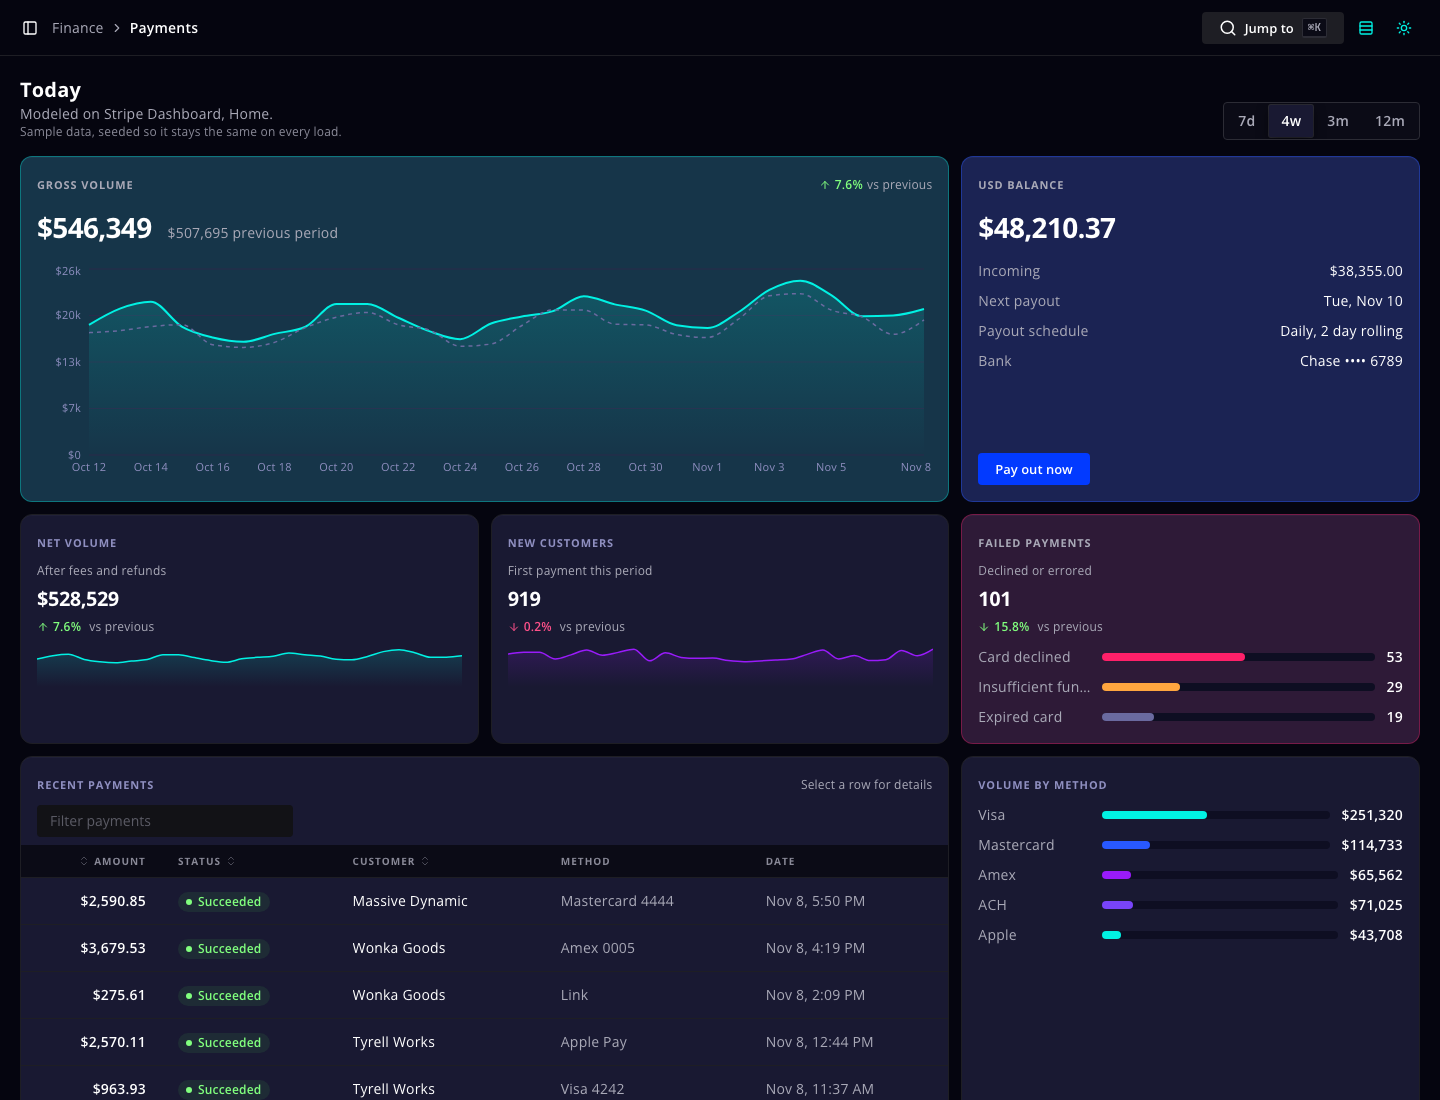 Finance > Payments
Jump to ⌘K
Today
Modeled on Stripe Dashboard, Home.
Sample data, seeded so it stays the same on every load.
7d 4w 3m 12m
GROSS VOLUME
↑ 7.6% vs previous
$546,349 $507,695 previous period
$26k
$20k
$13k
$7k
$0
Oct 12 Oct 14 Oct 16 Oct 18 Oct 20 Oct 22 Oct 24 Oct 26 Oct 28 Oct 30 Nov 1 Nov 3 Nov 5 Nov 8
USD BALANCE
$48,210.37
Incoming $38,355.00
Next payout Tue, Nov 10
Payout schedule Daily, 2 day rolling
Bank Chase •••• 6789
Pay out now
NET VOLUME
After fees and refunds
$528,529
↑ 7.6% vs previous
NEW CUSTOMERS
First payment this period
919
↓ 0.2% vs previous
FAILED PAYMENTS
Declined or errored
101
↓ 15.8% vs previous
Card declined 53
Insufficient fun... 29
Expired card 19
RECENT PAYMENTS
Select a row for details
Filter payments
AMOUNT STATUS CUSTOMER METHOD DATE
$2,590.85 Succeeded Massive Dynamic Mastercard 4444 Nov 8, 5:50 PM
$3,679.53 Succeeded Wonka Goods Amex 0005 Nov 8, 4:19 PM
$275.61 Succeeded Wonka Goods Link Nov 8, 2:09 PM
$2,570.11 Succeeded Tyrell Works Apple Pay Nov 8, 12:44 PM
$963.93 Succeeded Tyrell Works Visa 4242 Nov 8, 11:37 AM
VOLUME BY METHOD
Visa $251,320
Mastercard $114,733
Amex $65,562
ACH $71,025
Apple $43,708